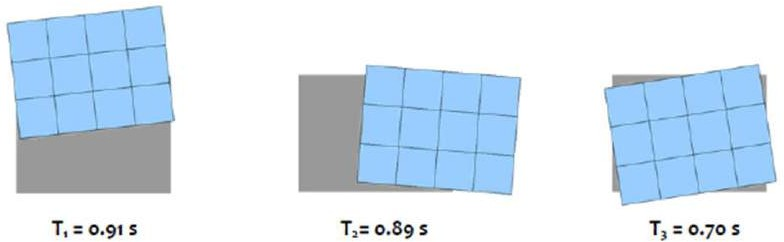 T₁ = 0.91 s
T₂= 0.89 s
T₃ = 0.70 s